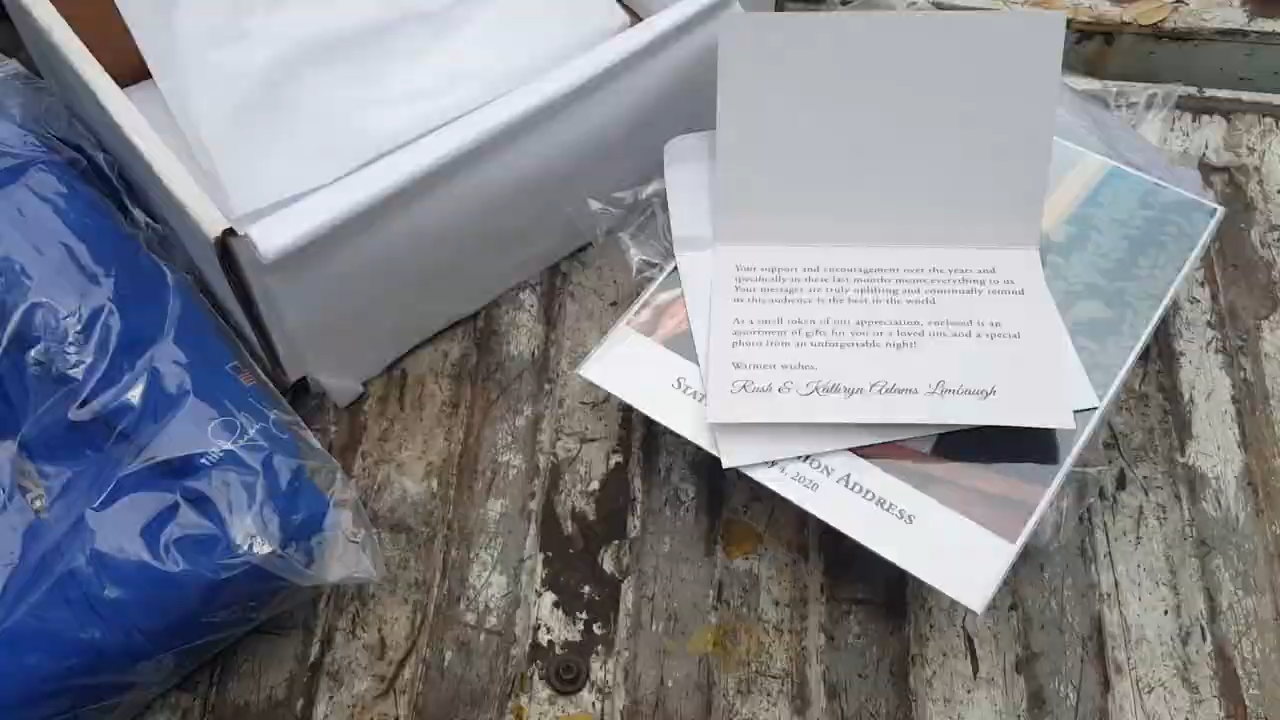 Your support and encouragement over the years and
specifically in these last months means everything to us.
Your messages are truly uplifting and continually remind
us this audience is the best in the world.
As a small token of our appreciation, enclosed is an
assortment of gifts for you or a loved one and a special
photo from an unforgettable night!
Warmest wishes,
Rush & Kathryn Adams Limbaugh
Stat
ion Address
4, 2020